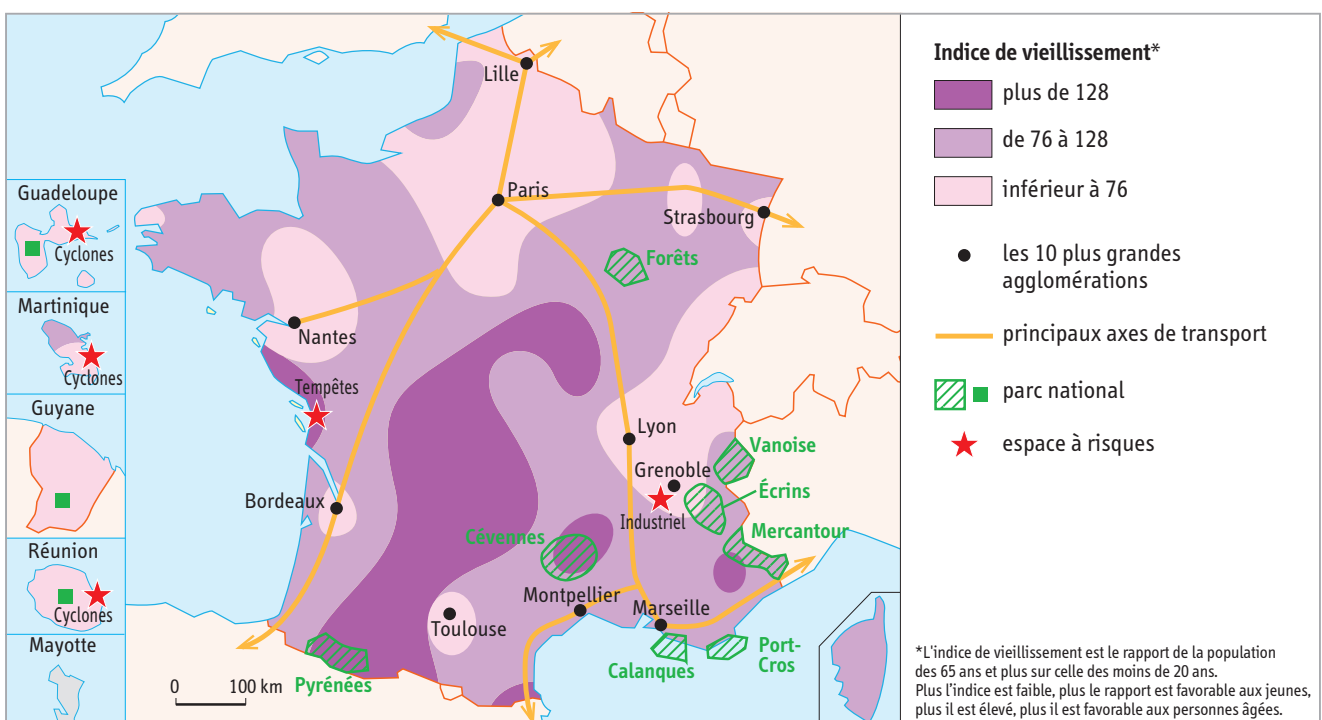 Lille
Paris
Strasbourg
Forêts
Nantes
Tempêtes
Lyon
Vanoise
Grenoble
Écrins
Industriel
Bordeaux
Mercantour
Cévennes
Montpellier
Marseille
Toulouse
Port-
Cros
Calanques
Pyrénées
0 100 km
Guadeloupe
Cyclones
Martinique
Cyclones
Guyane
Réunion
Cyclones
Mayotte
Indice de vieillissement*
plus de 128
de 76 à 128
inférieur à 76
les 10 plus grandes
agglomérations
principaux axes de transport
parc national
espace à risques
*L'indice de vieillissement est le rapport de la population
des 65 ans et plus sur celle des moins de 20 ans.
Plus l'indice est faible, plus le rapport est favorable aux jeunes,
plus il est élevé, plus il est favorable aux personnes âgées.